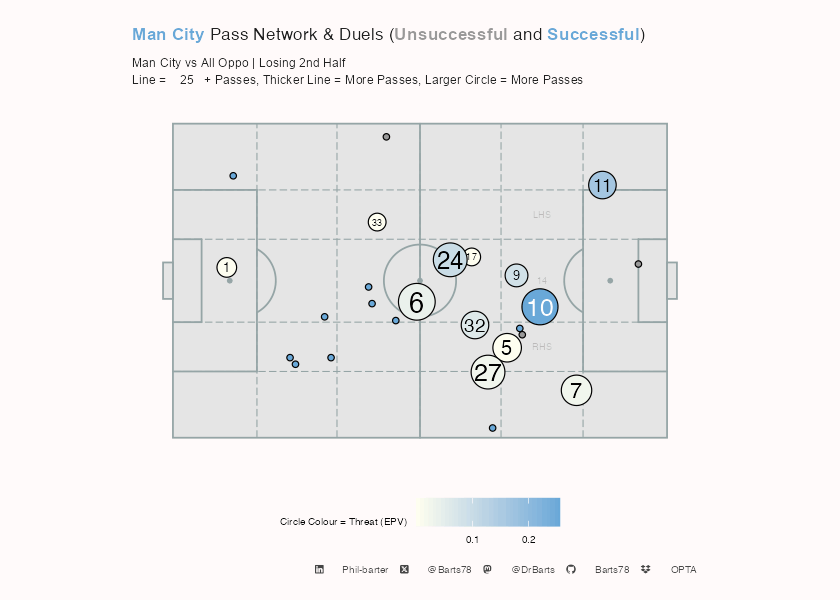 Man City Pass Network & Duels (Unsuccessful and Successful)
Man City vs All Oppo | Losing 2nd Half
Line = 25 + Passes, Thicker Line = More Passes, Larger Circle = More Passes
11
LHS
33
24
17
1
9
14
6
10
32
5
RHS
27
7
Circle Colour = Threat (EPV)
0.1 0.2
Phil-barter @Barts78 @DrBarts Barts78 OPTA